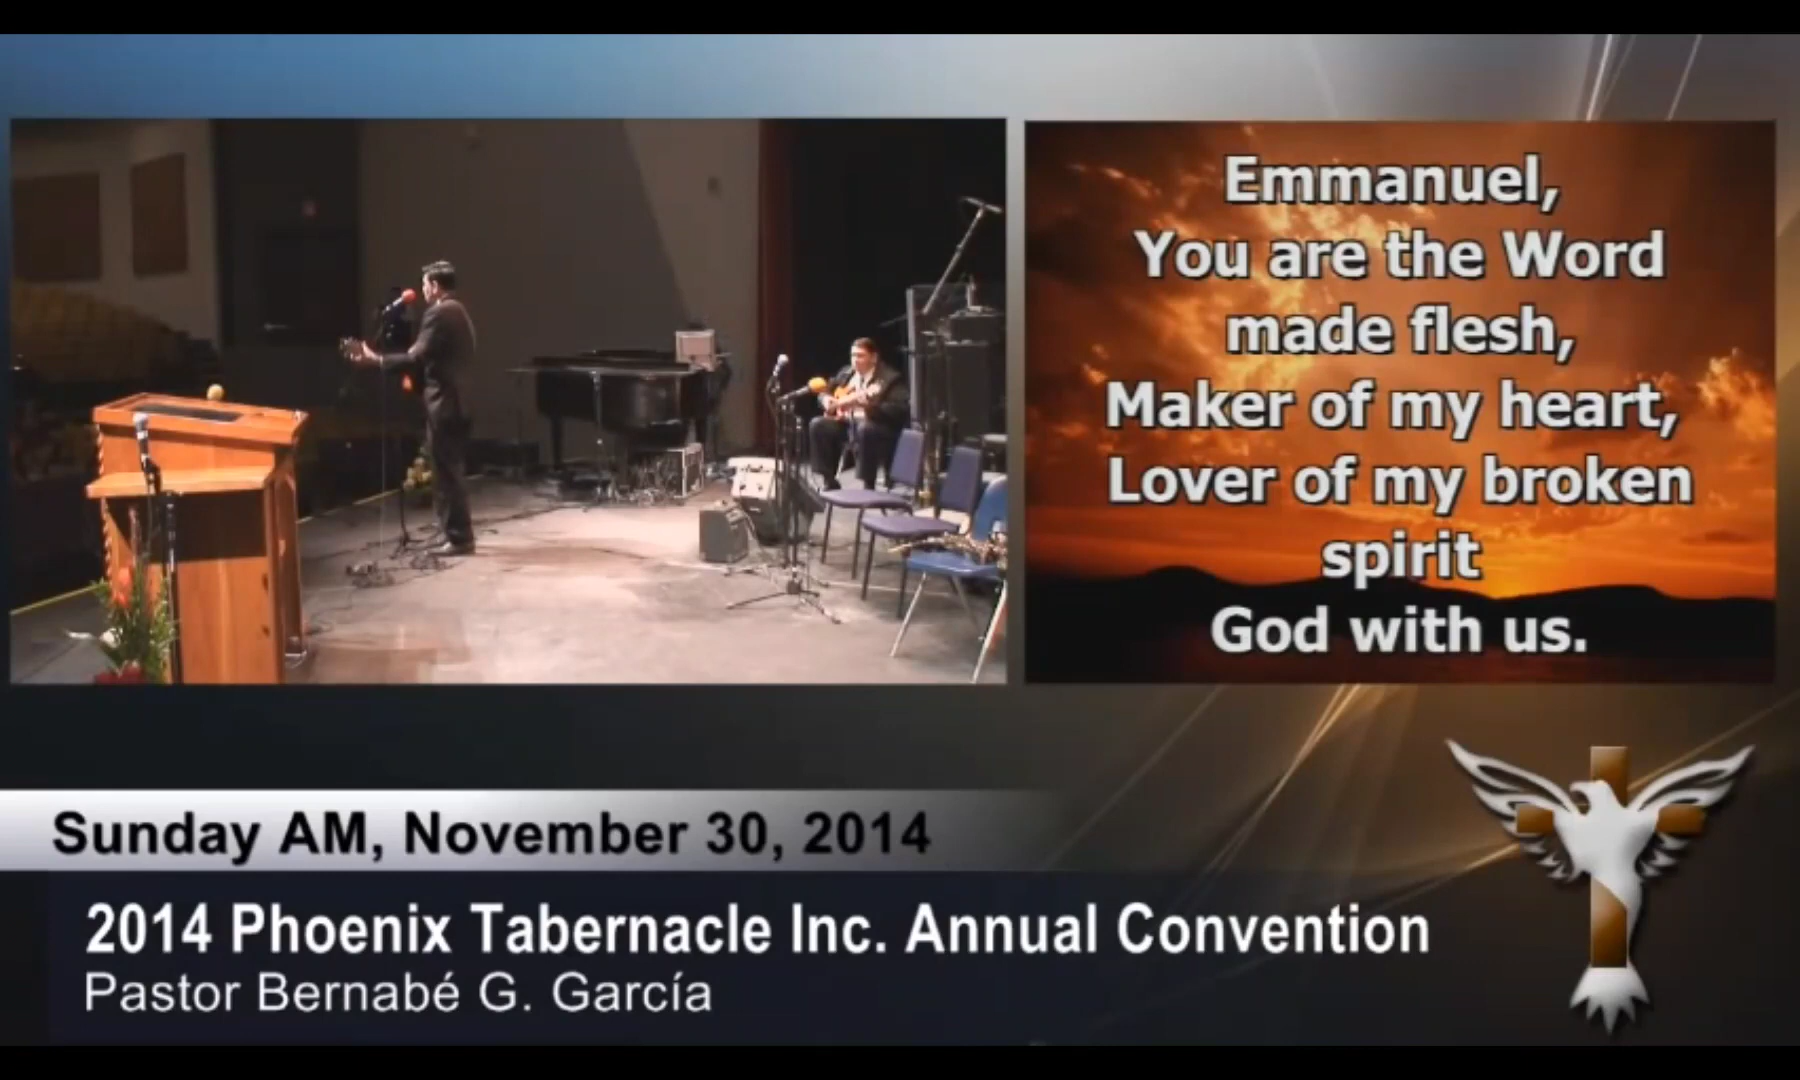 Emmanuel,
You are the Word
made flesh,
Maker of my heart,
Lover of my broken
spirit
God with us.
Sunday AM, November 30, 2014
2014 Phoenix Tabernacle Inc. Annual Convention
Pastor Bernabé G. García